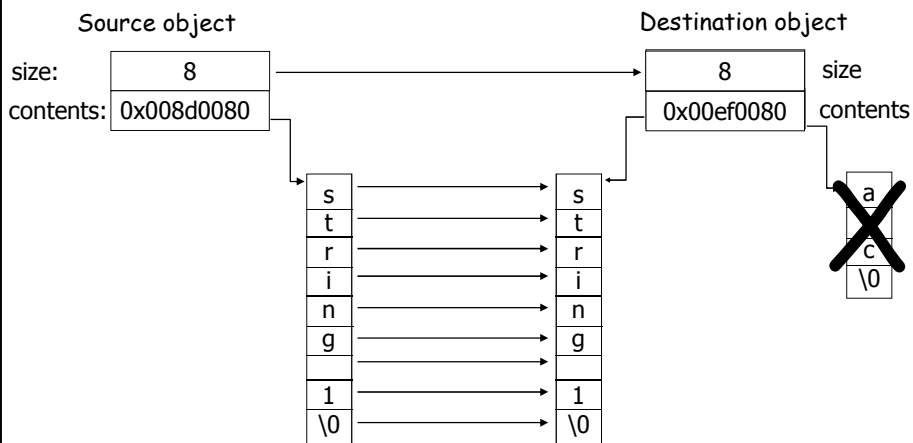 Source object
Destination object
size:
8
8
size
contents:
0x008d0080
0x00ef0080
contents
s
t
r
i
n
g
1
\0
s
t
r
i
n
g
1
\0
a
c
\0